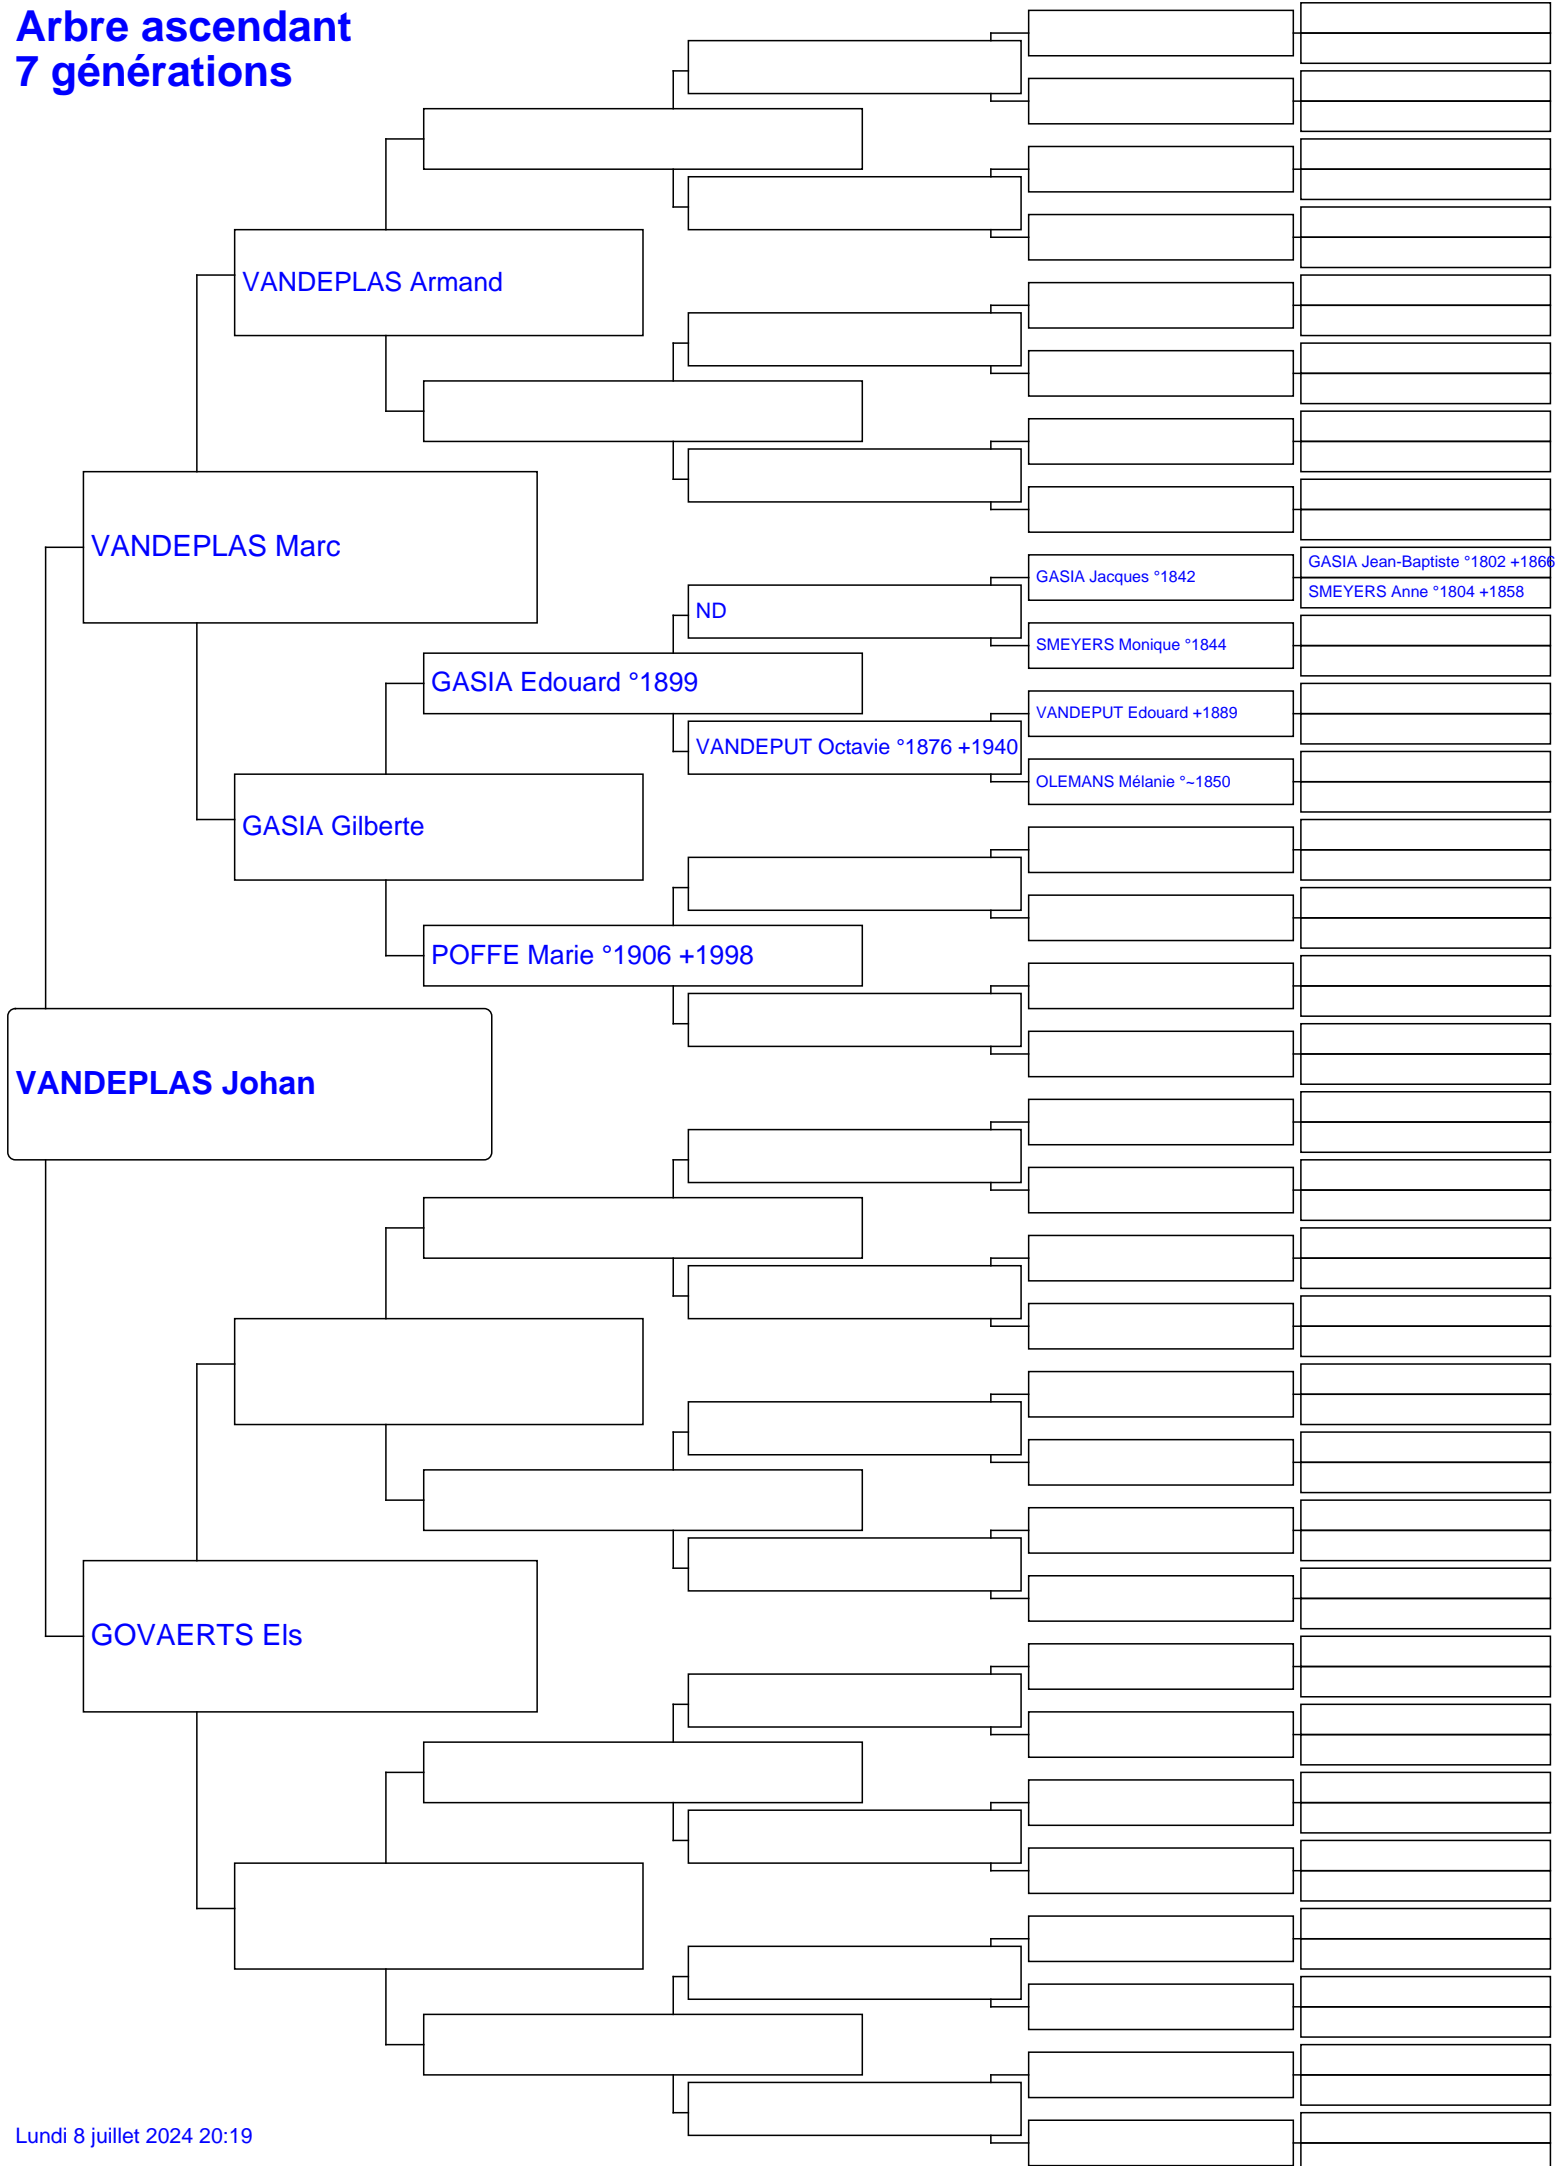 Arbre ascendant
7 générations
VANDEPLAS Armand
VANDEPLAS Marc
GASIA Jean-Baptiste °1802 +1866
GASIA Jacques °1842
SMEYERS Anne °1804 +1858
ND
SMEYERS Monique °1844
GASIA Edouard °1899
VANDEPUT Edouard +1889
VANDEPUT Octavie °1876 +1940
OLEMANS Mélanie °~1850
GASIA Gilberte
POFFE Marie °1906 +1998
VANDEPLAS Johan
GOVAERTS Els
Lundi 8 juillet 2024 20:19